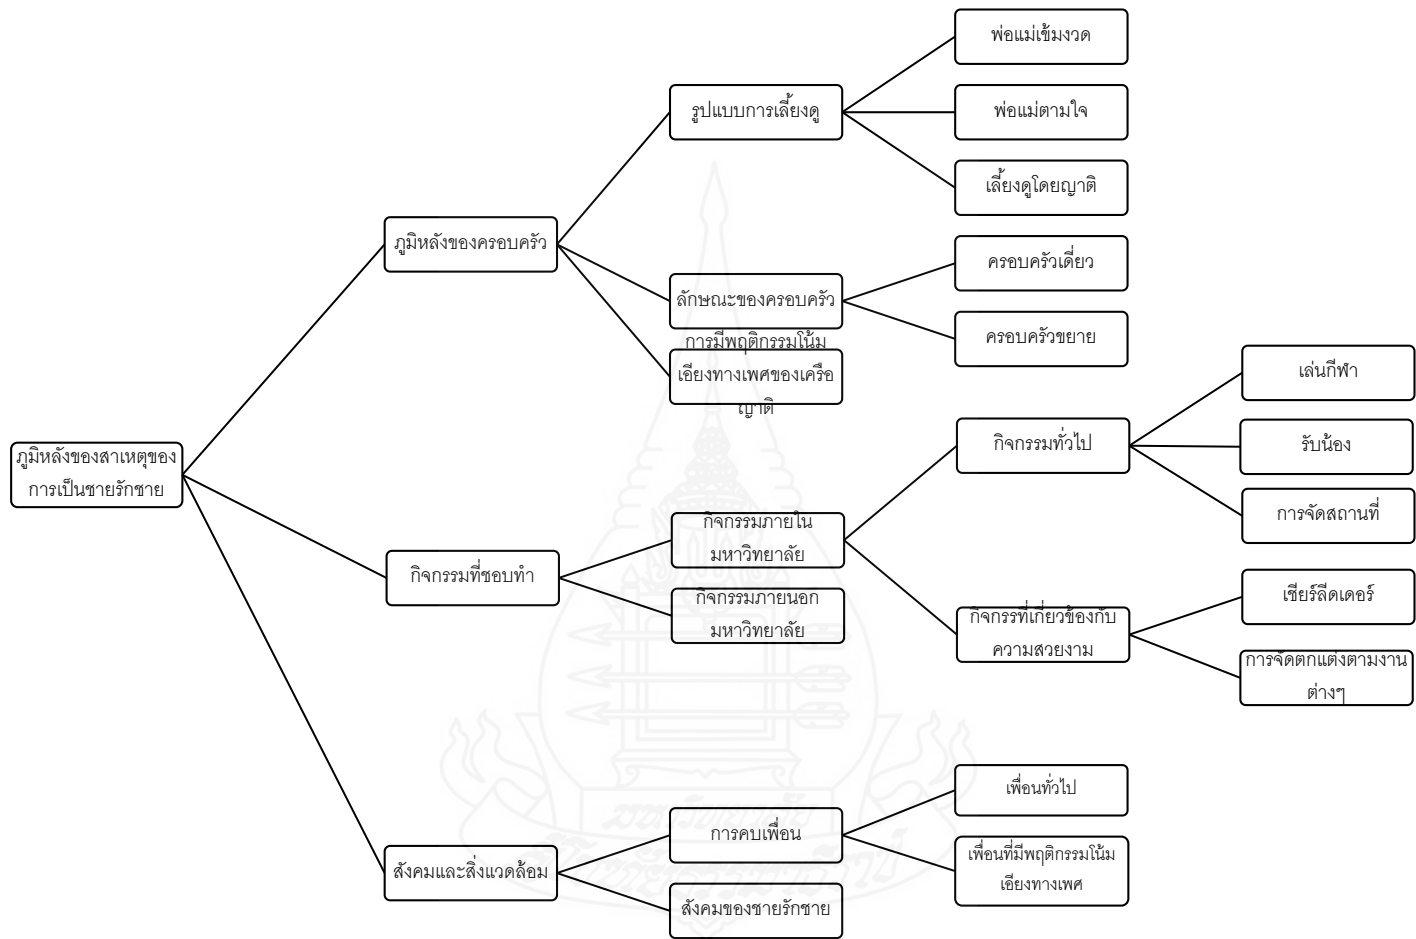 พ่อแม่เข้มงวด
รูปแบบการเลี้ยงดู
พ่อแม่ตามใจ
เลี้ยงดูโดยญาติ
ภูมิหลังของครอบครัว
ครอบครัวเดี่ยว
ลักษณะของครอบครัว
ครอบครัวขยาย
การมีพฤติกรรมโน้ม
เอียงทางเพศของเครือ
ญาติ
เล่นกีฬา
กิจกรรมทั่วไป
รับน้อง
การจัดสถานที่
ภูมิหลังของสาเหตุของ
การเป็นชายรักชาย
กิจกรรมที่ชอบทำ
กิจกรรมภายใน
มหาวิทยาลัย
กิจกรรมภายนอก
มหาวิทยาลัย
กิจกรรที่เกี่ยวข้องกับ
ความสวยงาม
เชียร์ลีดเดอร์
การจัดตกแต่งตามงาน
ต่างๆ
สังคมและสิ่งแวดล้อม
การคบเพื่อน
เพื่อนทั่วไป
เพื่อนที่มีพฤติกรรมโน้ม
เอียงทางเพศ
สังคมของชายรักชาย